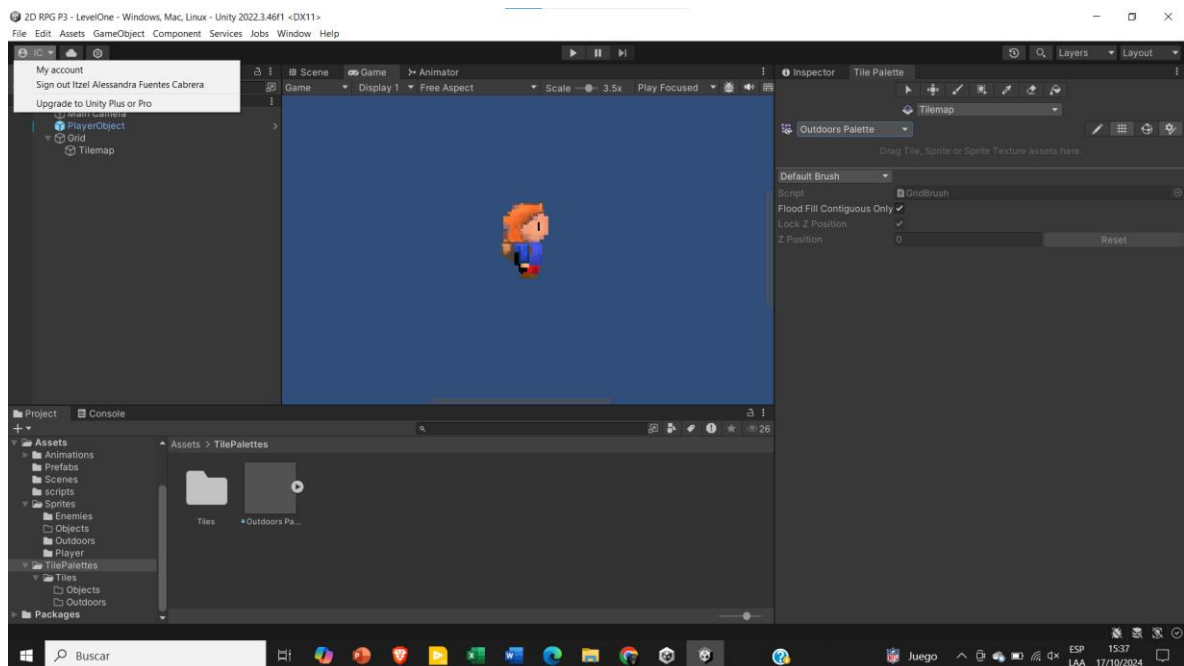 2D RPG P3 - LevelOne - Windows, Mac, Linux - Unity 2022.3.46f1 <DX11>
File Edit Assets GameObject Component Services Jobs Window Help
IC
Layers Layout
My account
Sign out Itzel Alessandra Fuentes Cabrera
Upgrade to Unity Plus or Pro
Main Camera
PlayerObject
Grid
Tilemap
Scene Game Animator
Game Display 1 Free Aspect Scale 3.5x Play Focused
Inspector Tile Palette
Tilemap
Outdoors Palette
Drag Tile, Sprite or Sprite Texture assets here.
Default Brush
Script GridBrush
Flood Fill Contiguous Only
Lock Z Position
Z Position 0 Reset
Project Console
26
Assets
Animations
Prefabs
Scenes
scripts
Sprites
Enemies
Objects
Outdoors
Player
TilePalettes
Tiles
Objects
Outdoors
Packages
Assets > TilePalettes
Tiles
Outdoors Pa...
Buscar
Juego
ESP
LAA
15:37
17/10/2024